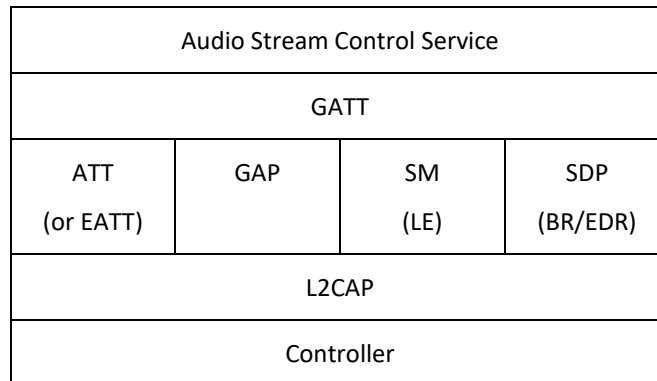 Audio Stream Control Service
GATT
ATT
(or EATT)
GAP
SM
(LE)
SDP
(BR/EDR)
L2CAP
Controller